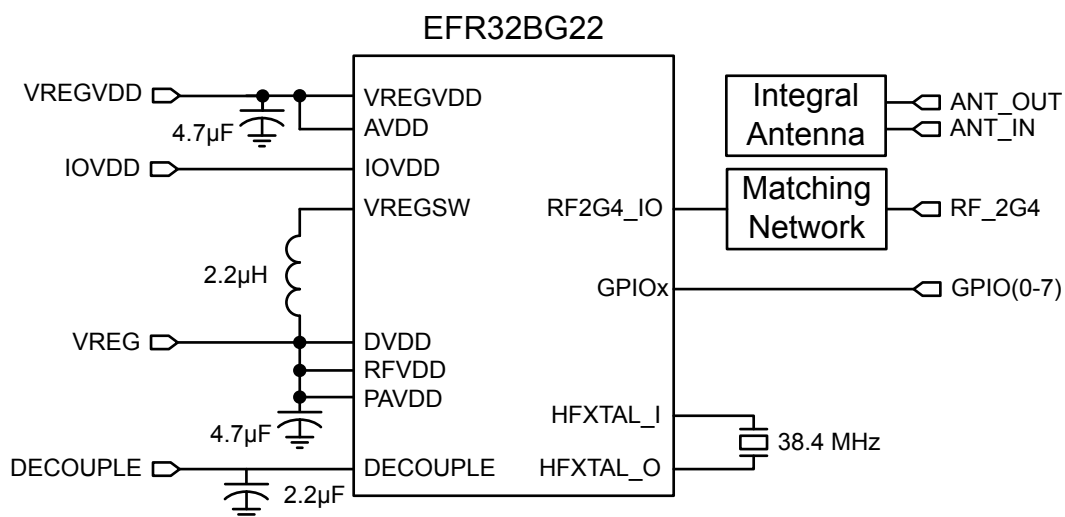 EFR32BG22
VREGVDD
4.7µF
VREGVDD
AVDD
IOVDD
IOVDD
VREGSW
2.2µH
VREG
DVDD
RFVDD
PAVDD
4.7µF
DECOUPLE
DECOUPLE
2.2µF
RF2G4_IO
GPIOx
HFXTAL_I
HFXTAL_O
38.4 MHz
Integral
Antenna
ANT_OUT
ANT_IN
Matching
Network
RF_2G4
GPIO(0-7)